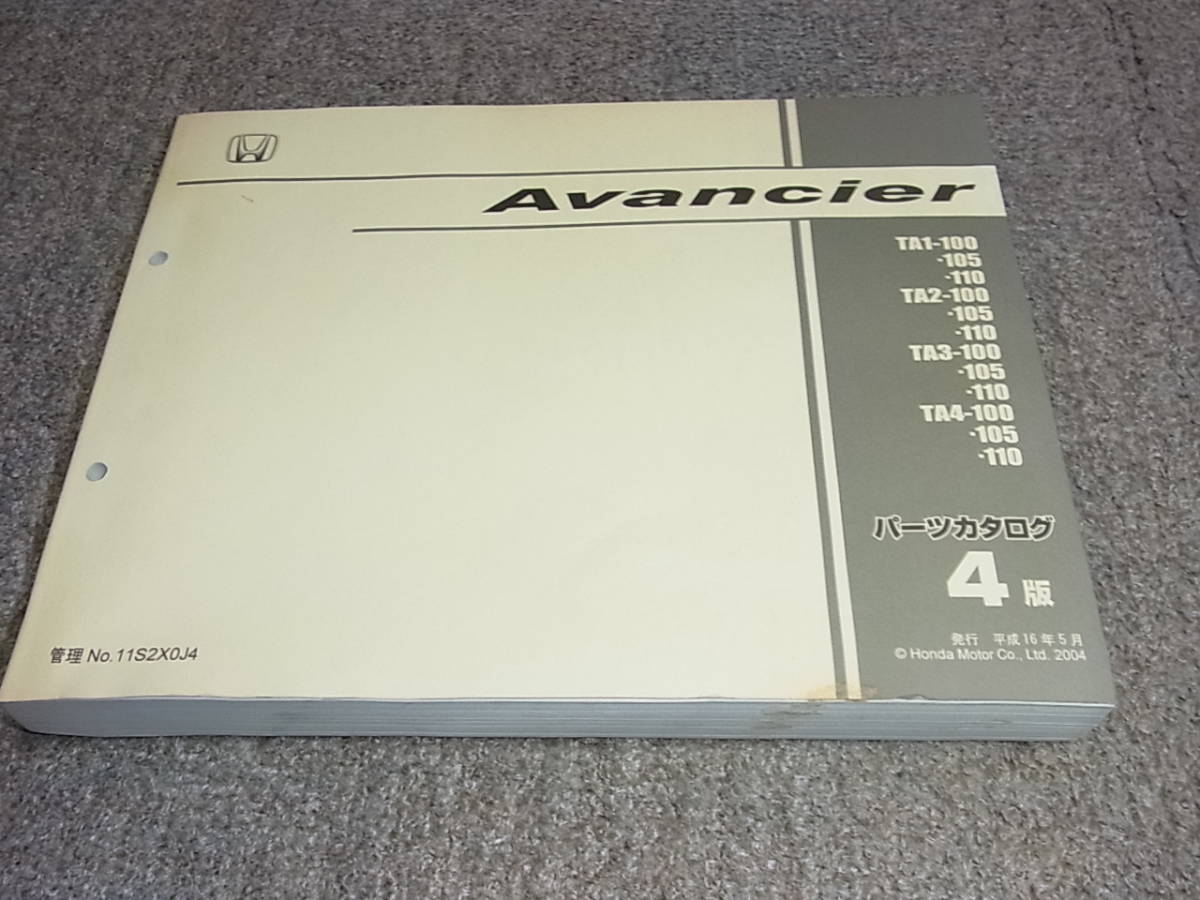 Avancier
TA1-100
·105
·110
TA2-100
·105
·110
TA3-100
·105
·110
TA4-100
·105
·110
パーツカタログ
4版
発行 平成16年5月
© Honda Motor Co., Ltd. 2004
管理 No.11S2X0J4